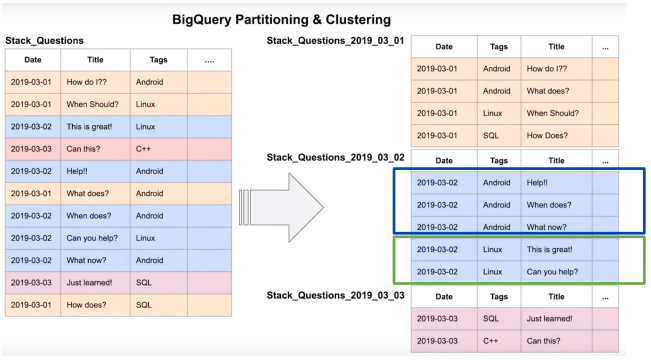 BigQuery Partitioning & Clustering
Stack_Questions
Date Title Tags ....
2019-03-01 How do I?? Android
2019-03-01 When Should? Linux
2019-03-02 This is great! Linux
2019-03-03 Can this? C++
2019-03-02 Help!! Android
2019-03-01 What does? Android
2019-03-02 When does? Android
2019-03-02 Can you help? Linux
2019-03-02 What now? Android
2019-03-03 Just learned! SQL
2019-03-01 How does? SQL
Stack_Questions_2019_03_01
Date Tags Title ...
2019-03-01 Android How do I??
2019-03-01 Android What does?
2019-03-01 Linux When Should?
2019-03-01 SQL How Does?
Stack_Questions_2019_03_02
Date Tags Title ...
2019-03-02 Android Help!!
2019-03-02 Android When does?
2019-03-02 Android What now?
2019-03-02 Linux This is great!
2019-03-02 Linux Can you help?
Stack_Questions_2019_03_03
Date Tags Title ...
2019-03-03 SQL Just learned!
2019-03-03 C++ Can this?